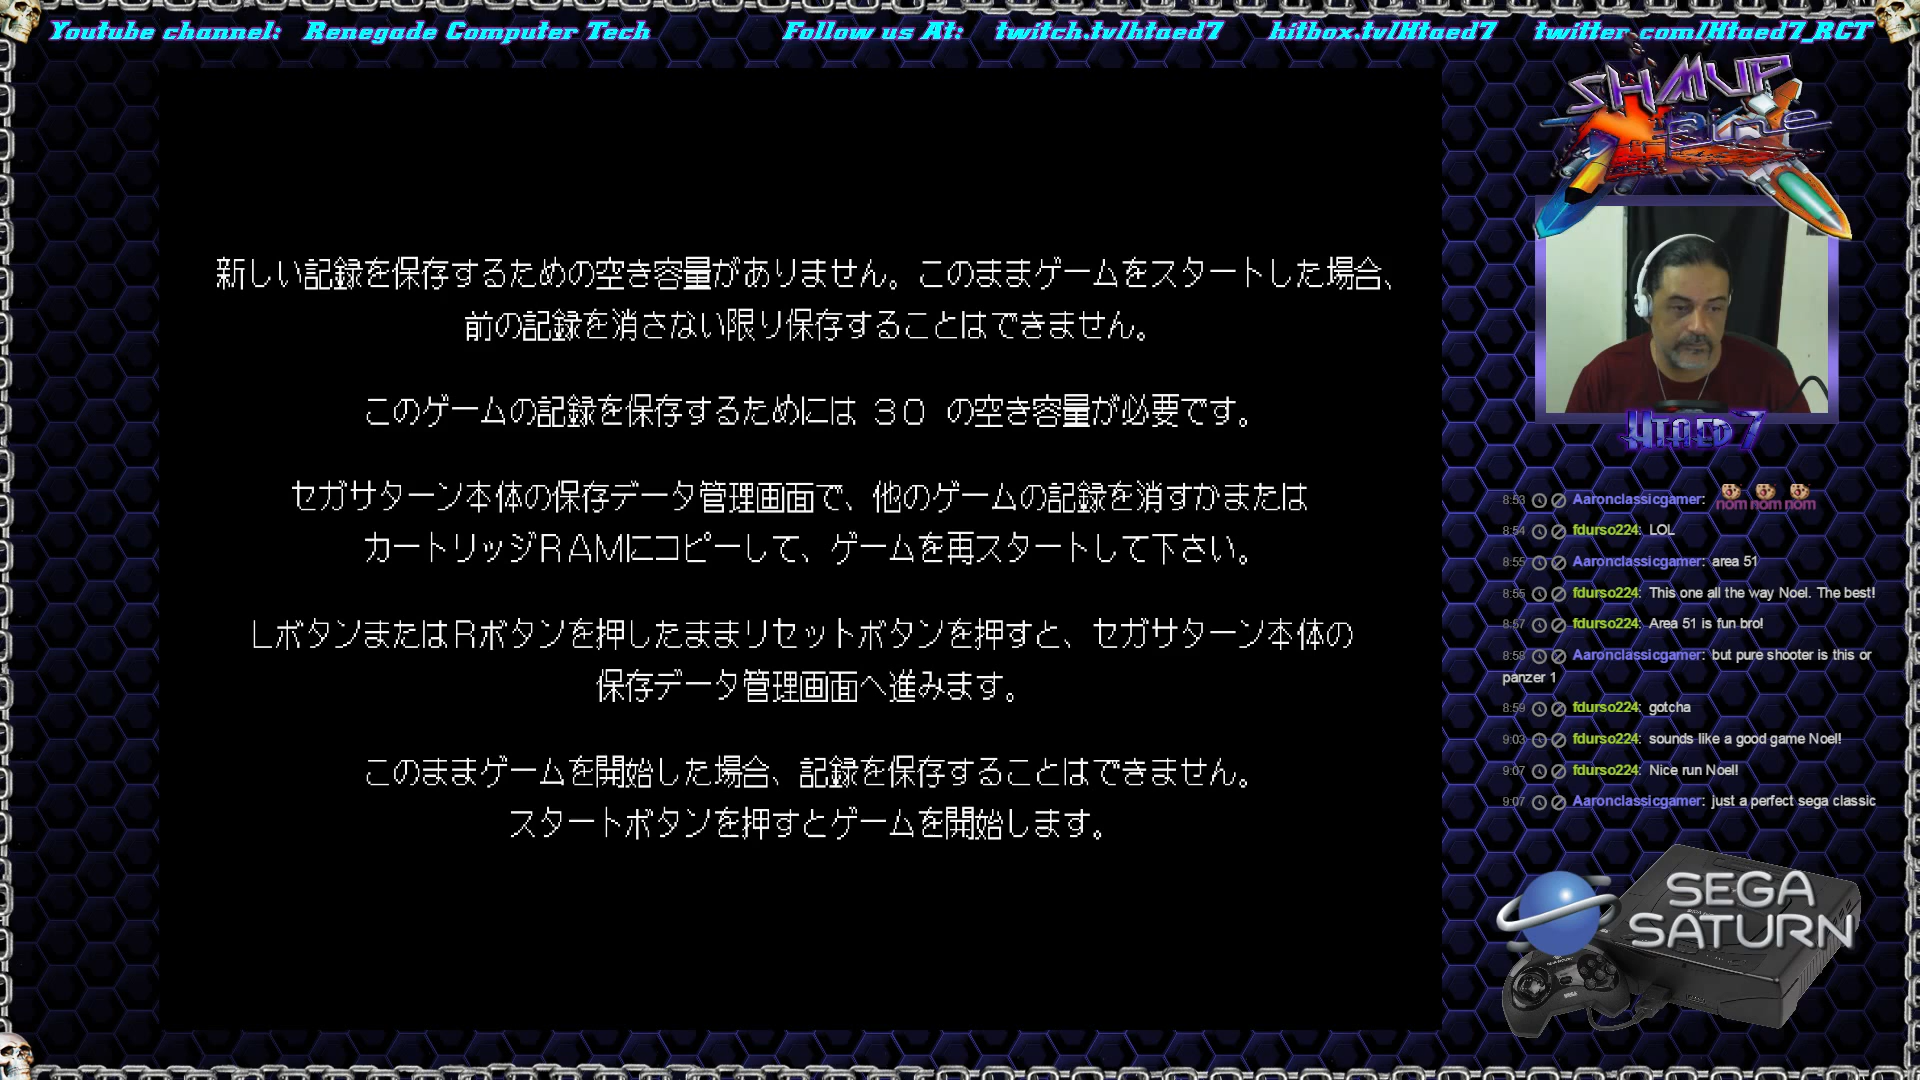 Youtube channel: Renegade Computer Tech Follow us At: twitch.tv/htaed7 hitbox.tv/Htaed7 twitter.com/Htaed7_RCT
SHMUP
新しい記録を保存するための空き容量がありません。このままゲームをスタートした場合、
前の記録を消さない限り保存することはできません。
このゲームの記録を保存するためには 30 の空き容量が必要です。
セガサターン本体の保存データ管理画面で、他のゲームの記録を消すかまたは
カートリッジRAMにコピーして、ゲームを再スタートして下さい。
LボタンまたはRボタンを押したままリセットボタンを押すと、セガサターン本体の
保存データ管理画面へ進みます。
このままゲームを開始した場合、記録を保存することはできません。
スタートボタンを押すとゲームを開始します。
HTAED 7
8:53 Aaronclassicgamer: nom nom nom
8:54 fdurso224: LOL
8:55 Aaronclassicgamer: area 51
8:55 fdurso224: This one all the way Noel. The best!
8:57 fdurso224: Area 51 is fun bro!
8:58 Aaronclassicgamer: but pure shooter is this or
panzer 1
8:59 fdurso224: gotcha
9:03 fdurso224: sounds like a good game Noel!
9:07 fdurso224: Nice run Noel!
9:07 Aaronclassicgamer: just a perfect sega classic
SEGA
SATURN